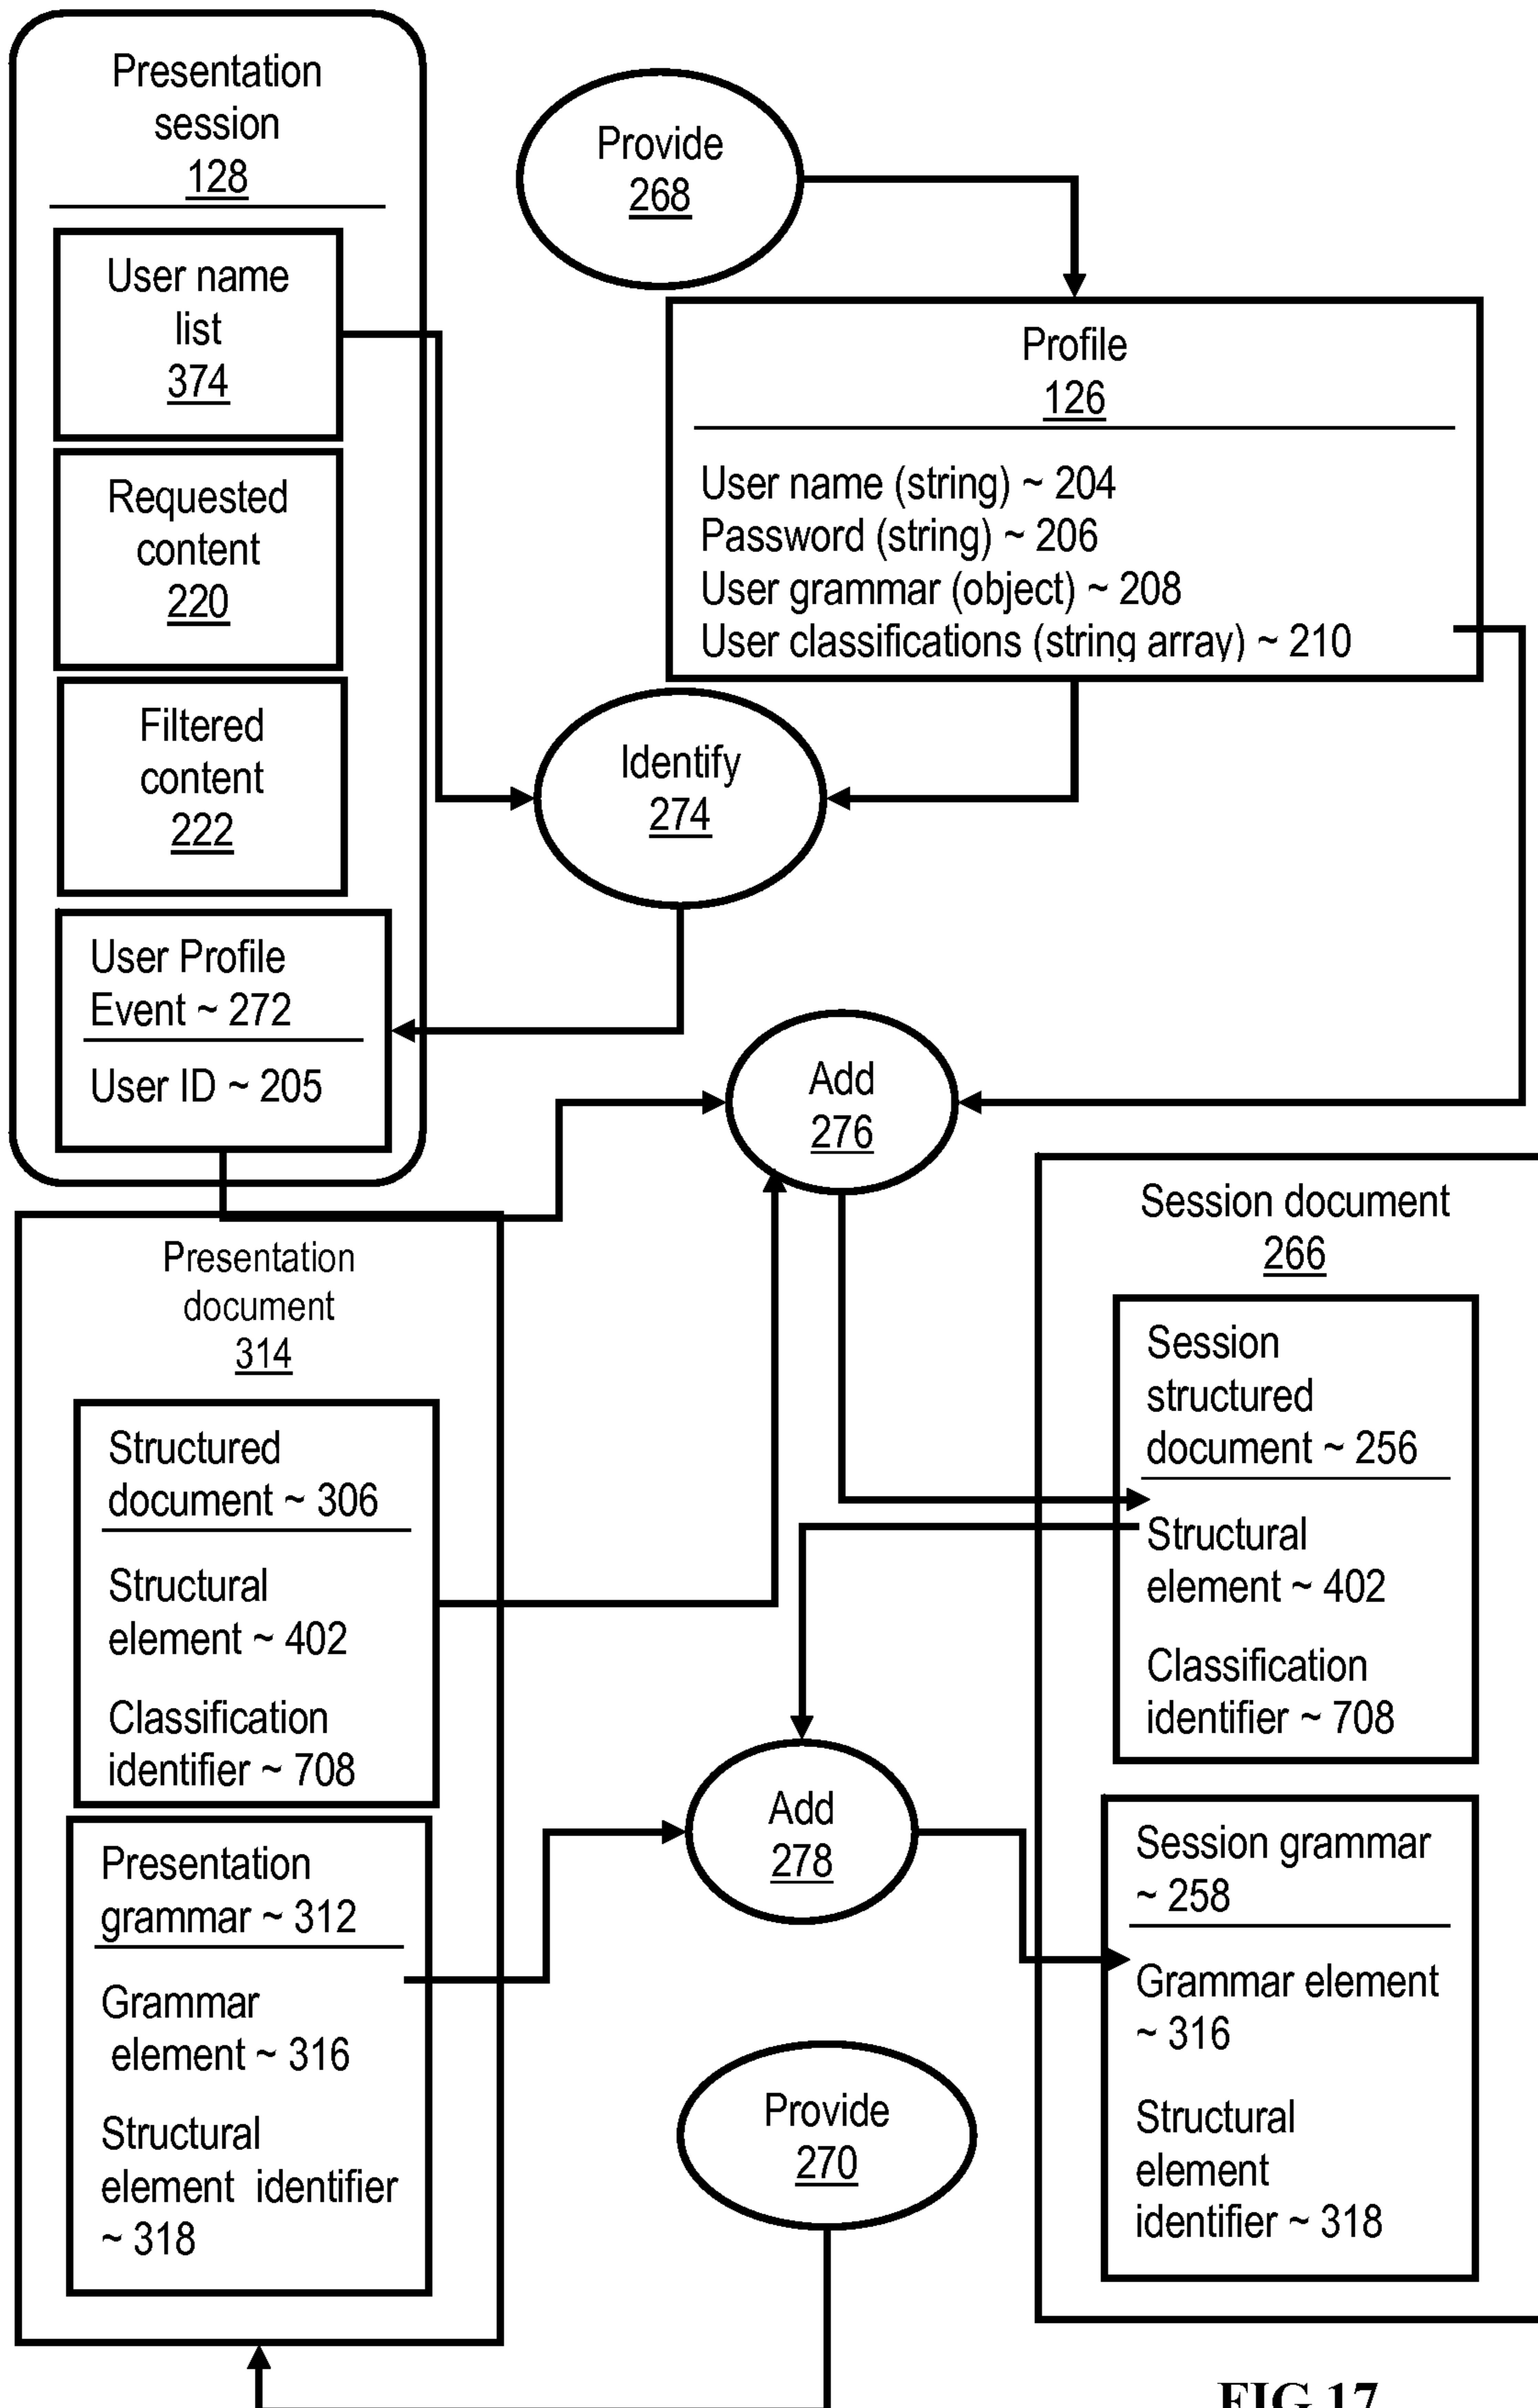 Presentation
session
128
User name
list
374
Requested
content
220
Filtered
content
222
User Profile
Event ~ 272
User ID ~ 205
Provide
268
Profile
126
User name (string) ~ 204
Password (string) ~ 206
User grammar (object) ~ 208
User classifications (string array) ~ 210
Identify
274
Add
276
Presentation
document
314
Structured
document ~ 306
Structural
element ~ 402
Classification
identifier ~ 708
Presentation
grammar ~ 312
Grammar
element ~ 316
Structural
element identifier
~ 318
Add
278
Provide
270
Session document
266
Session
structured
document ~ 256
Structural
element ~ 402
Classification
identifier ~ 708
Session grammar
~ 258
Grammar element
~ 316
Structural
element
identifier ~ 318
FIG 17